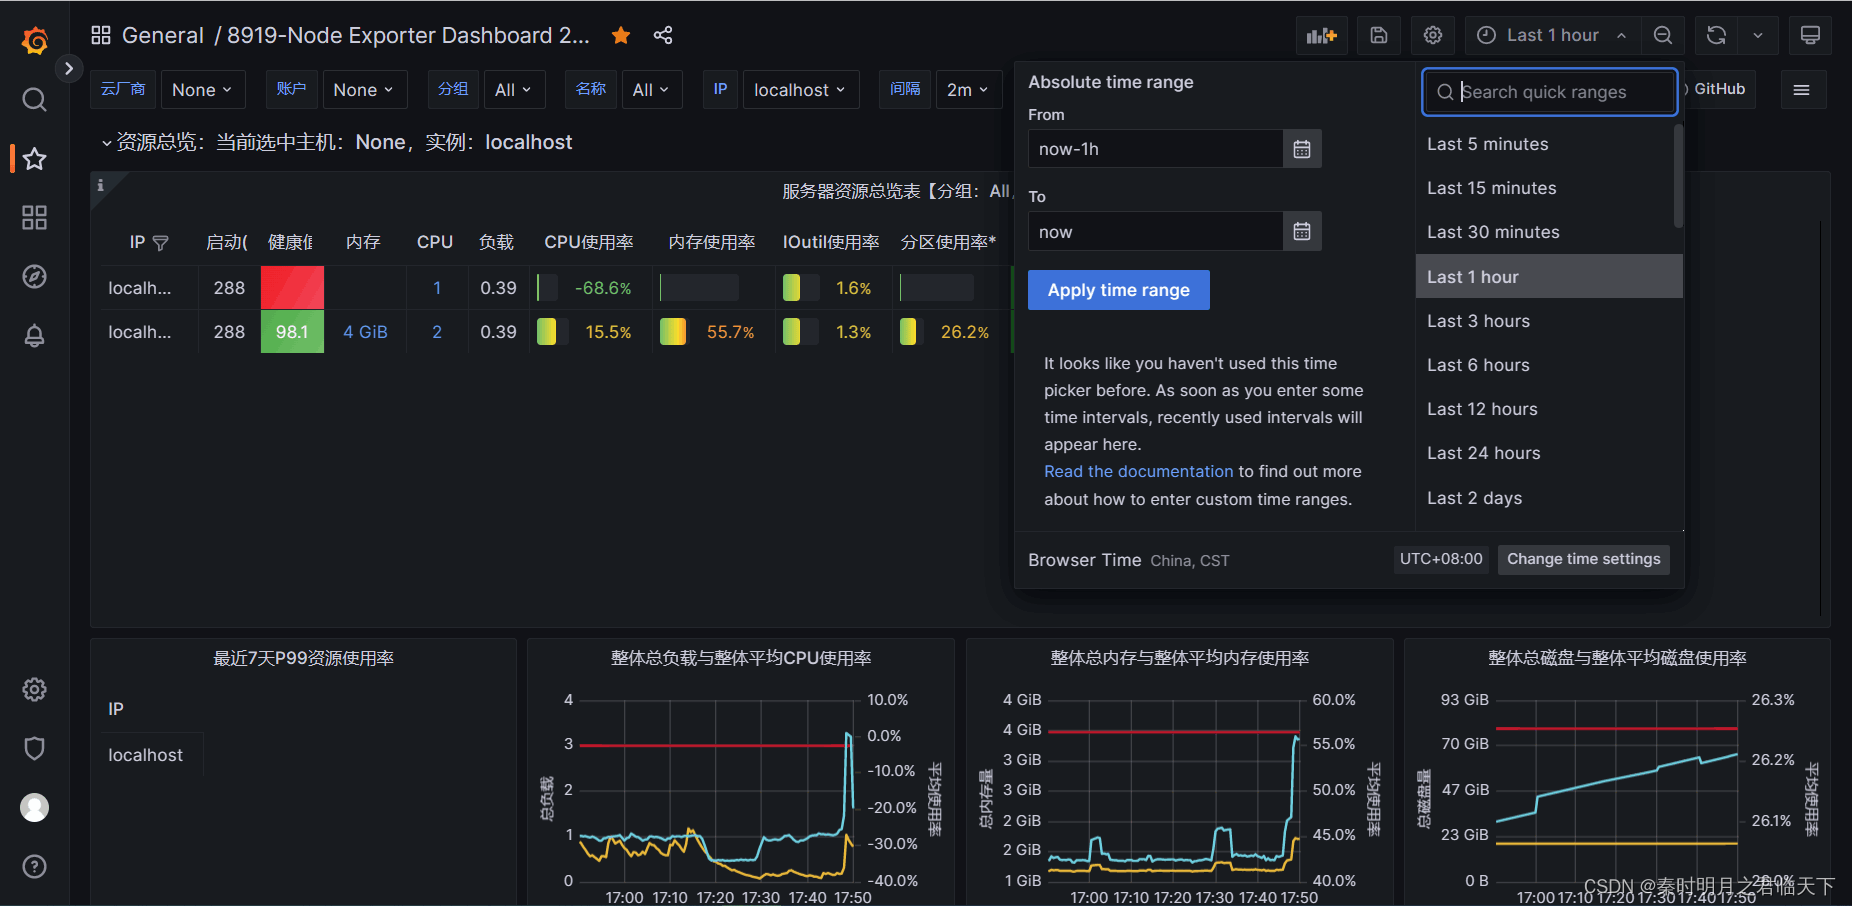 General / 8919-Node Exporter Dashboard 2...
Last 1 hour
云厂商 None 账户 None 分组 All 名称 All IP localhost 间隔 2m
GitHub
资源总览：当前选中主机：None，实例：localhost
服务器资源总览表【分组：All,
IP 启动( 健康值 内存 CPU 负载 CPU使用率 内存使用率 IOutil使用率 分区使用率*
localh... 288 1 0.39 -68.6% 1.6%
localh... 288 98.1 4 GiB 2 0.39 15.5% 55.7% 1.3% 26.2%
Absolute time range
From
now-1h
To
now
Apply time range
It looks like you haven't used this time
picker before. As soon as you enter some
time intervals, recently used intervals will
appear here.
Read the documentation to find out more
about how to enter custom time ranges.
Search quick ranges
Last 5 minutes
Last 15 minutes
Last 30 minutes
Last 1 hour
Last 3 hours
Last 6 hours
Last 12 hours
Last 24 hours
Last 2 days
Browser Time China, CST
UTC+08:00
Change time settings
最近7天P99资源使用率
IP
localhost
整体总负载与整体平均CPU使用率
4
3
2
1
0
总负载
10.0%
0.0%
-10.0%
-20.0%
-30.0%
-40.0%
平均使用率
17:00 17:10 17:20 17:30 17:40 17:50
整体总内存与整体平均内存使用率
4 GiB
4 GiB
3 GiB
3 GiB
2 GiB
2 GiB
1 GiB
总内存量
60.0%
55.0%
50.0%
45.0%
40.0%
平均使用率
17:00 17:10 17:20 17:30 17:40 17:50
整体总磁盘与整体平均磁盘使用率
93 GiB
70 GiB
47 GiB
23 GiB
0 B
总磁盘量
26.3%
26.2%
26.1%
26.0%
平均使用率
17:00 17:10 17:20 17:30 17:40 17:50
CSDN @秦时明月之君临天下